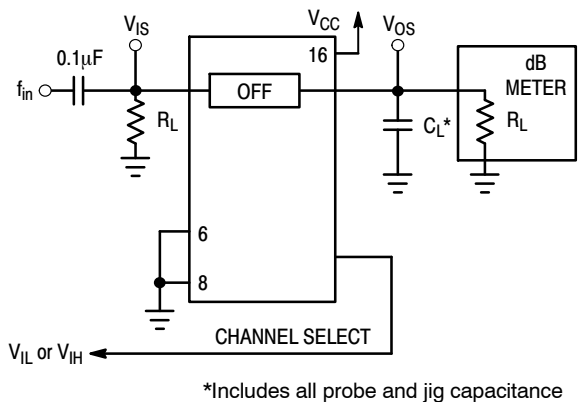 V_IS
V_CC
V_OS
0.1μF
16
dB
METER
f_in
OFF
R_L
C_L*
R_L
6
8
CHANNEL SELECT
V_IL or V_IH
*Includes all probe and jig capacitance